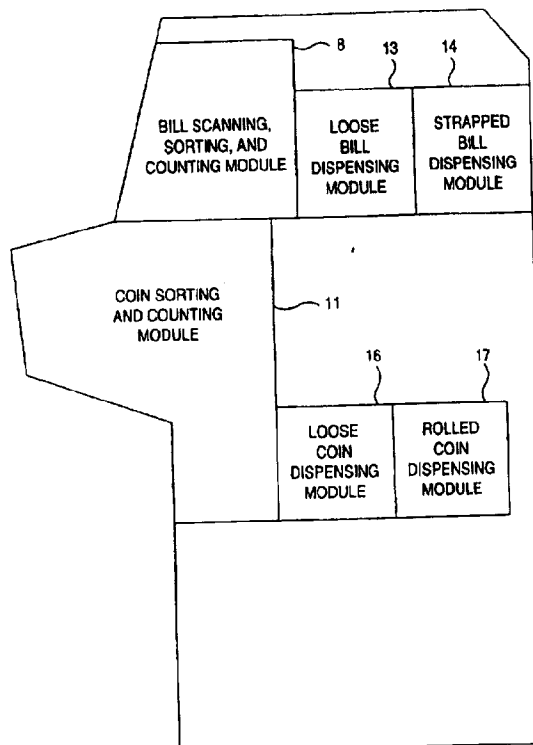 8
13
14
BILL SCANNING,
SORTING, AND
COUNTING MODULE
LOOSE
BILL
DISPENSING
MODULE
STRAPPED
BILL
DISPENSING
MODULE
COIN SORTING
AND COUNTING
MODULE
11
16
17
LOOSE
COIN
DISPENSING
MODULE
ROLLED
COIN
DISPENSING
MODULE